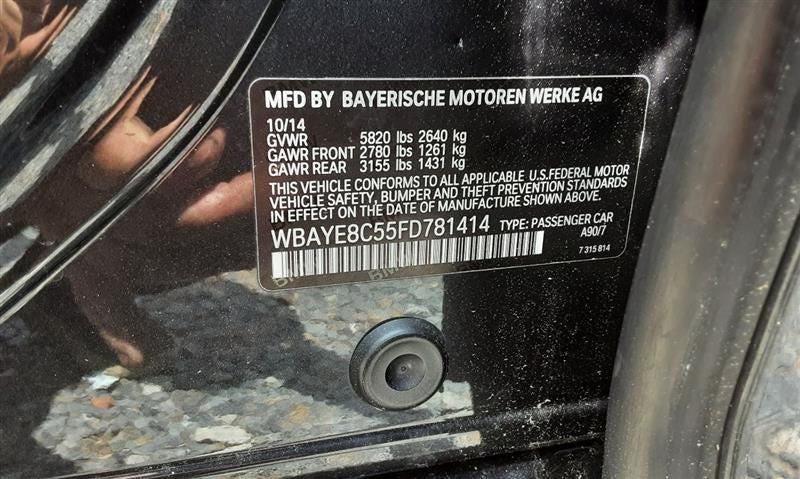 MFD BY BAYERISCHE MOTOREN WERKE AG
10/14
GVWR 5820 lbs 2640 kg
GAWR FRONT 2780 lbs 1261 kg
GAWR REAR 3155 lbs 1431 kg
THIS VEHICLE CONFORMS TO ALL APPLICABLE U.S.FEDERAL MOTOR
VEHICLE SAFETY, BUMPER AND THEFT PREVENTION STANDARDS
IN EFFECT ON THE DATE OF MANUFACTURE SHOWN ABOVE.
WBAYE8C55FD781414 TYPE: PASSENGER CAR
A90/7
7 315 814